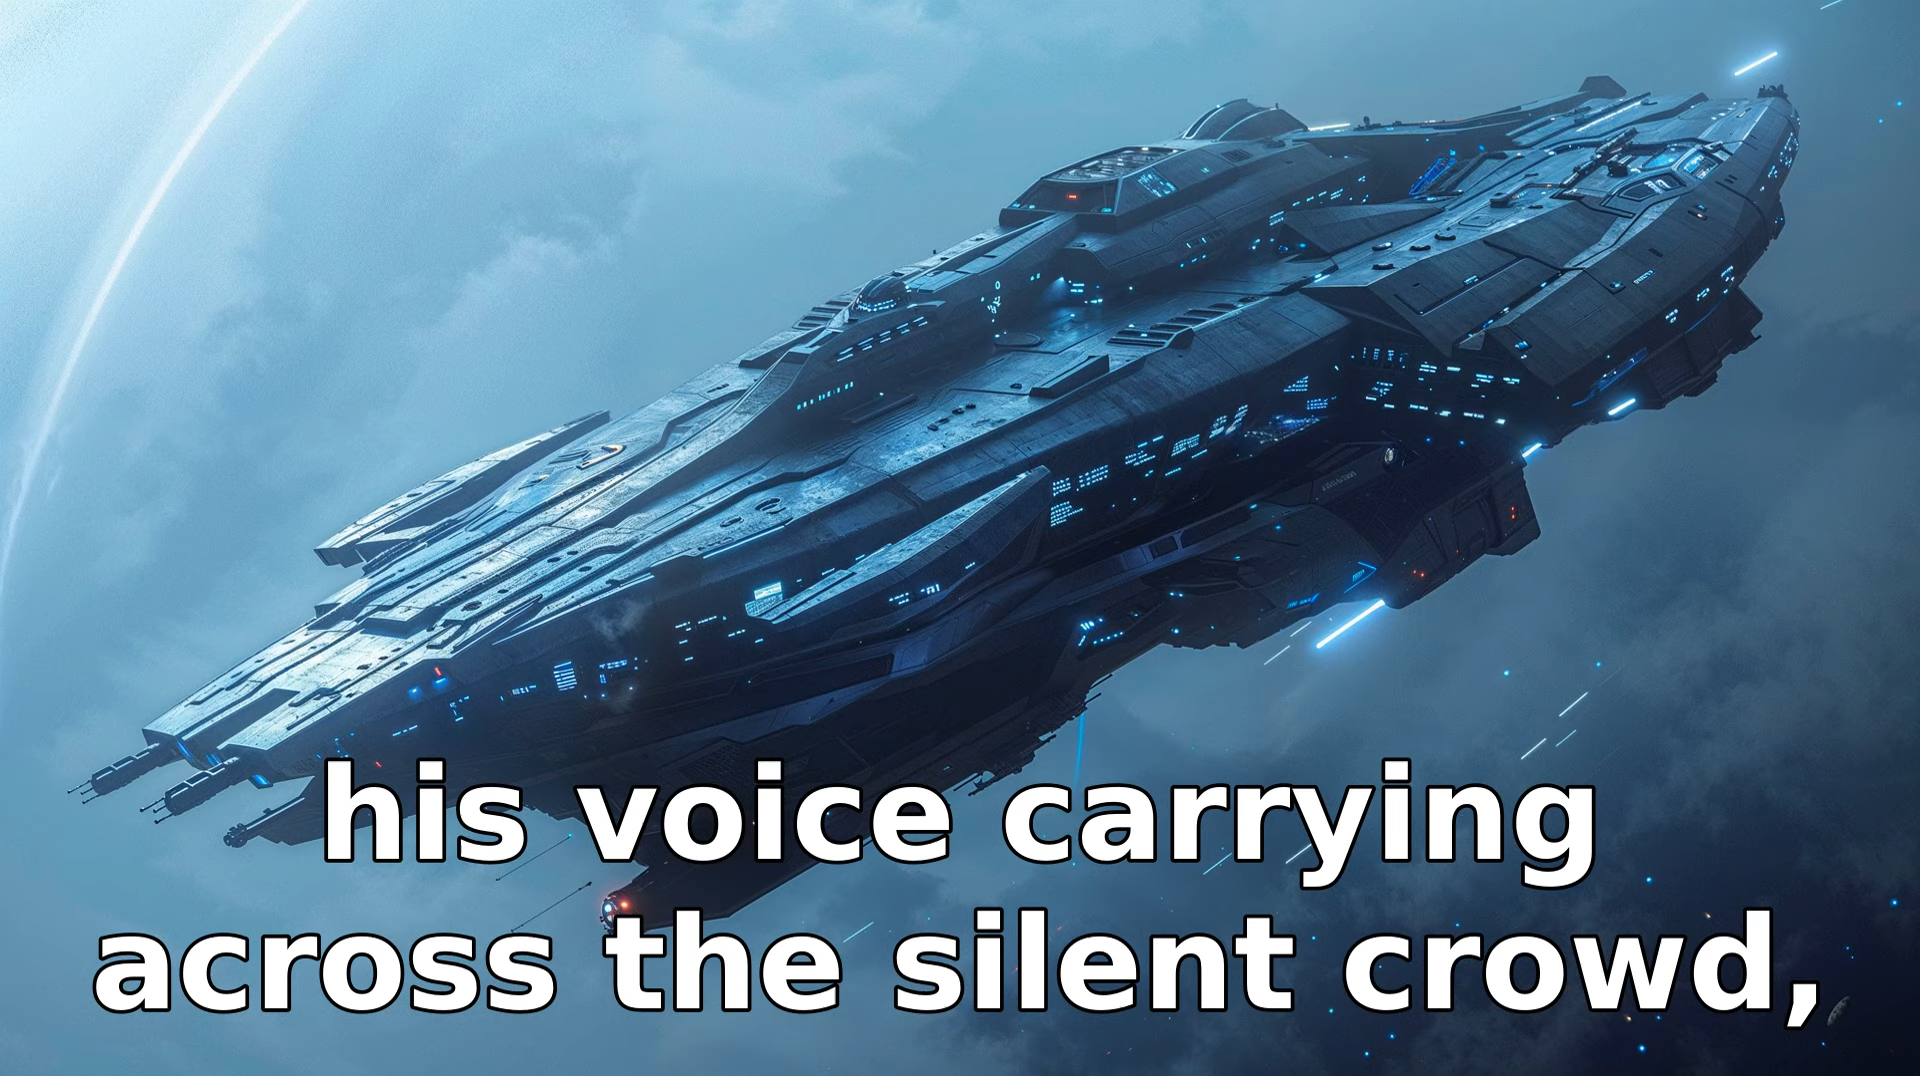 his voice carrying
across the silent crowd,